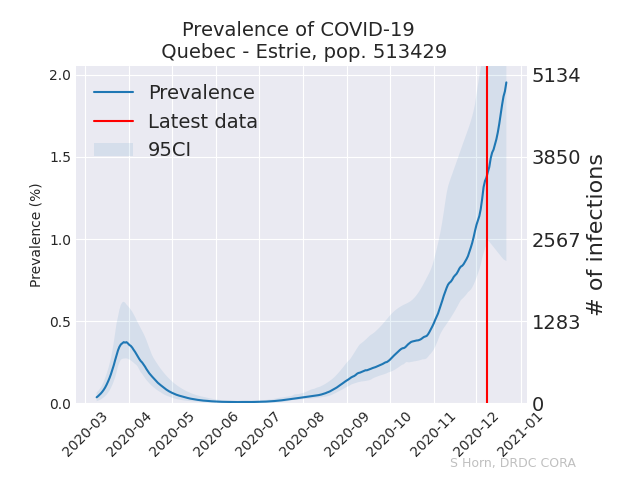 Prevalence of COVID-19
Quebec - Estrie, pop. 513429
Prevalence
Latest data
95CI
Prevalence (%)
2.0
1.5
1.0
0.5
0.0
5134
3850
2567
1283
0
# of infections
2020-03
2020-04
2020-05
2020-06
2020-07
2020-08
2020-09
2020-10
2020-11
2020-12
2021-01
S Horn, DRDC CORA